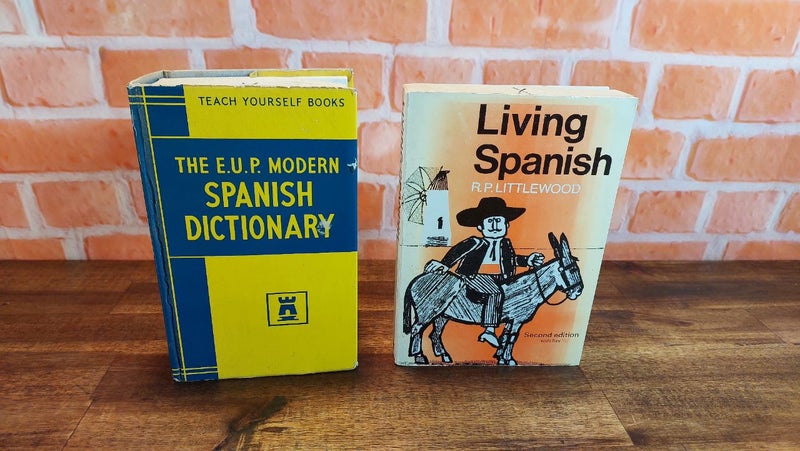 TEACH YOURSELF BOOKS
THE E.U.P. MODERN
SPANISH
DICTIONARY
Living
Spanish
R.P. LITTLEWOOD
Second edition